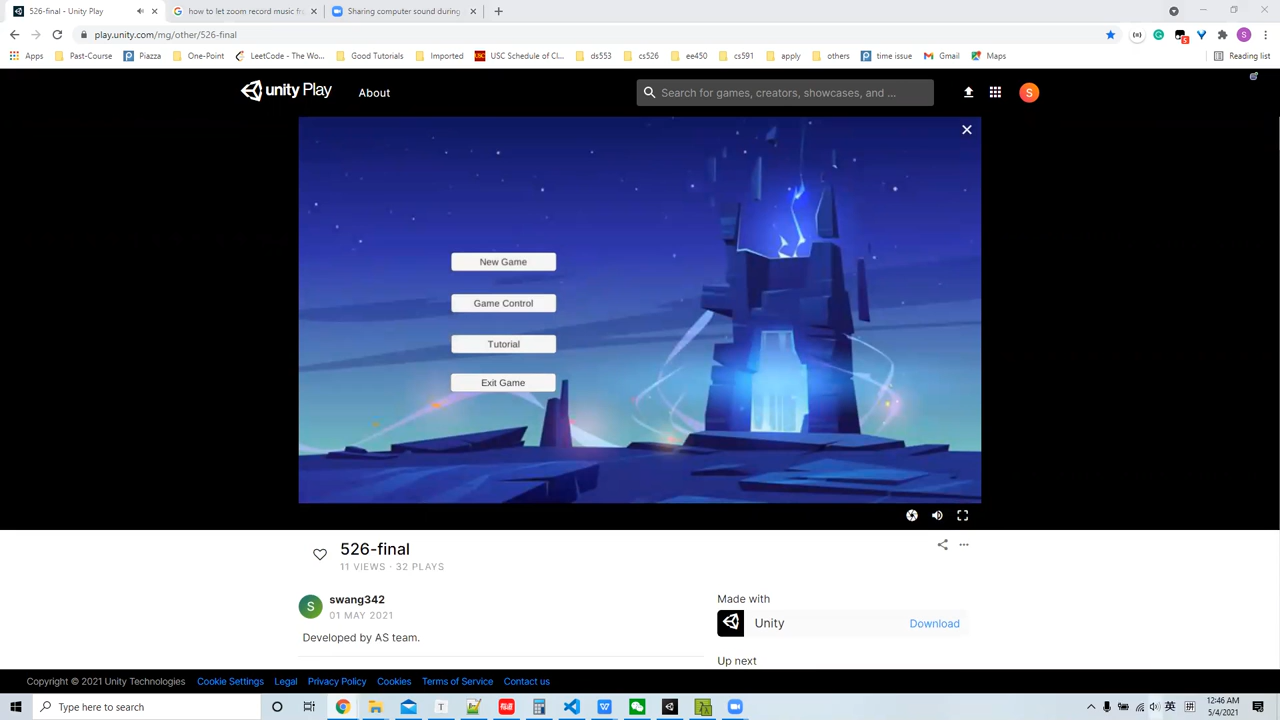 526-final - Unity Play
how to let zoom record music fr
Sharing computer sound during
play.unity.com/mg/other/526-final
Apps
Past-Course
Piazza
One-Point
LeetCode - The Wo...
Good Tutorials
Imported
USC Schedule of Cl...
ds553
cs526
ee450
cs591
apply
others
time issue
Gmail
Maps
Reading list
unity Play
About
Search for games, creators, showcases, and ...
S
New Game
Game Control
Tutorial
Exit Game
526-final
11 VIEWS · 32 PLAYS
S
swang342
01 MAY 2021
Developed by AS team.
Made with
Unity
Download
Up next
Copyright © 2021 Unity Technologies
Cookie Settings
Legal
Privacy Policy
Cookies
Terms of Service
Contact us
Type here to search
英
拼
12:46 AM
5/4/2021